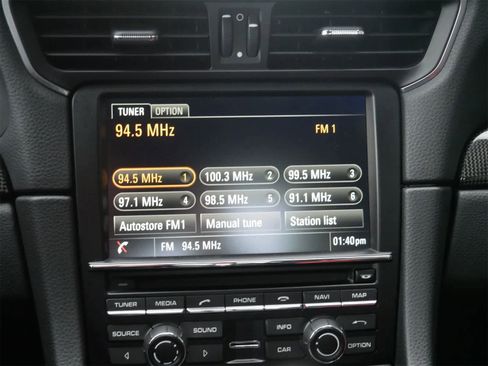 TUNER OPTION
94.5 MHz FM 1
94.5 MHz 1 100.3 MHz 2 99.5 MHz 3
97.1 MHz 4 98.5 MHz 5 91.1 MHz 6
Autostore FM1 Manual tune Station list
FM 94.5 MHz 01:40pm
TUNER MEDIA PHONE NAVI MAP
SOURCE SOUND INFO
CAR OPTION